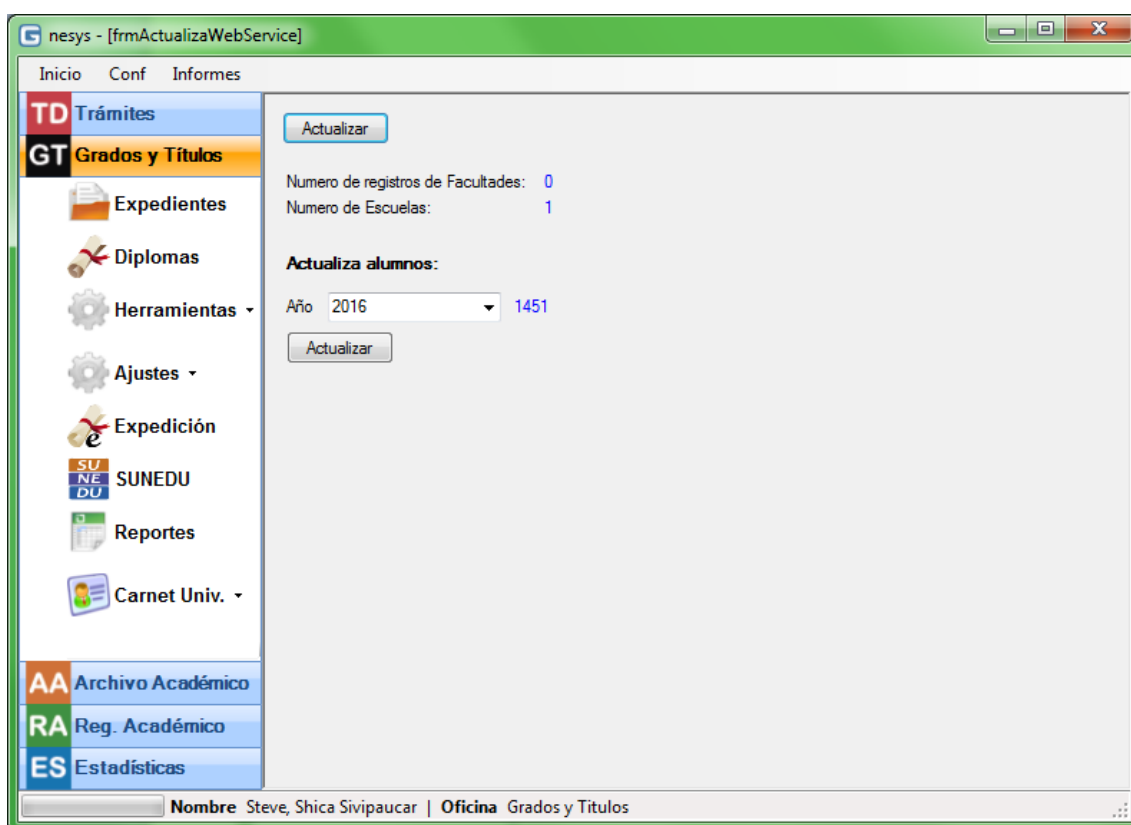 G nesys - [frmActualizaWebService]
Inicio Conf Informes
TD Trámites
GT Grados y Títulos
Expedientes
Diplomas
Herramientas
Ajustes
e Expedición
SU
NE
DU
SUNEDU
Reportes
Carnet Univ.
AA Archivo Académico
RA Reg. Académico
ES Estadísticas
Actualizar
Numero de registros de Facultades: 0
Numero de Escuelas: 1
Actualiza alumnos:
Año 2016 1451
Actualizar
Nombre Steve, Shica Sivipaucar | Oficina Grados y Titulos